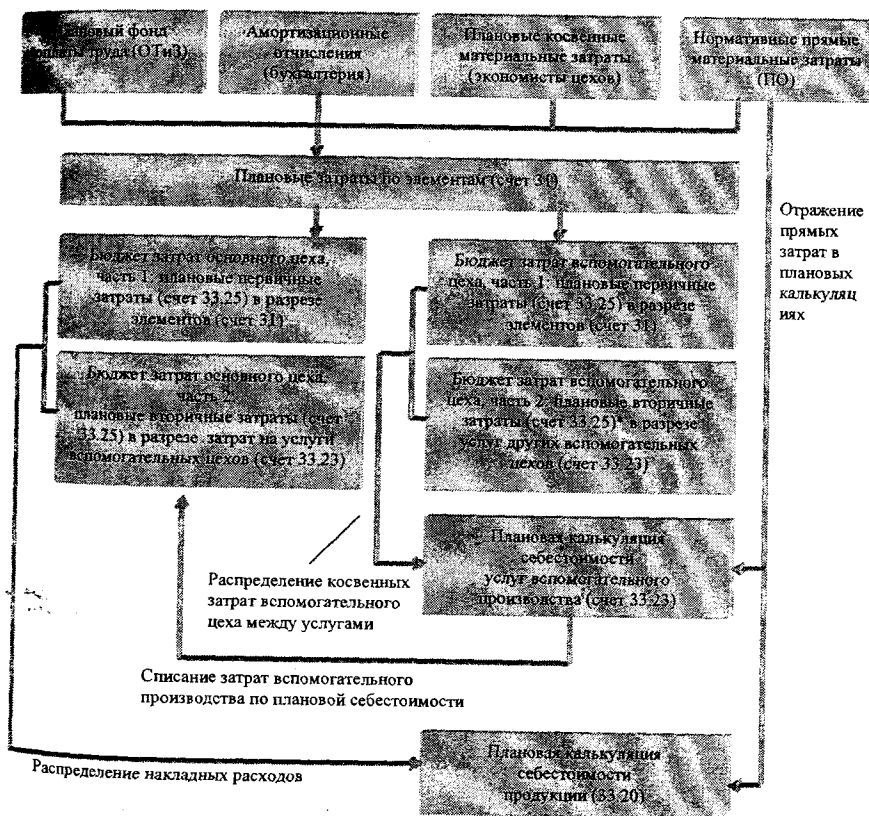 фонд
труда (ОТиЗ)
Амортизационные
отчисления
(бухгалтерия)
Плановые косвенные
материальные затраты
(экономисты цехов)
Нормативные прямые
материальные затраты
(ПО)
Плановые затраты по элементам (счет 31)
Отражение
прямых
затрат в
плановых
калькуляц
иях
Бюджет затрат основного цеха,
часть 1: плановые первичные
затраты (счет 33.25) в разрезе
элементов (счет 31)
Бюджет затрат вспомогательного
цеха, часть 1: плановые первичные
затраты (счет 33.25) в разрезе
элементов (счет 31)
Бюджет затрат основного цеха,
часть 2:
плановые вторичные затраты (счет
33.25) в разрезе затрат на услуги
вспомогательных цехов (счет 33.23)
Бюджет затрат вспомогательного
цеха, часть 2: плановые вторичные
затраты (счет 33.25) в разрезе
услуг других вспомогательных
цехов (счет 33.23)
Плановая калькуляция
себестоимости
услуг вспомогательного
производства (счет 33.23)
Распределение косвенных
затрат вспомогательного
цеха между услугами
Списание затрат вспомогательного
производства по плановой себестоимости
Плановая калькуляция
себестоимости
продукции (33.20)
Распределение накладных расходов